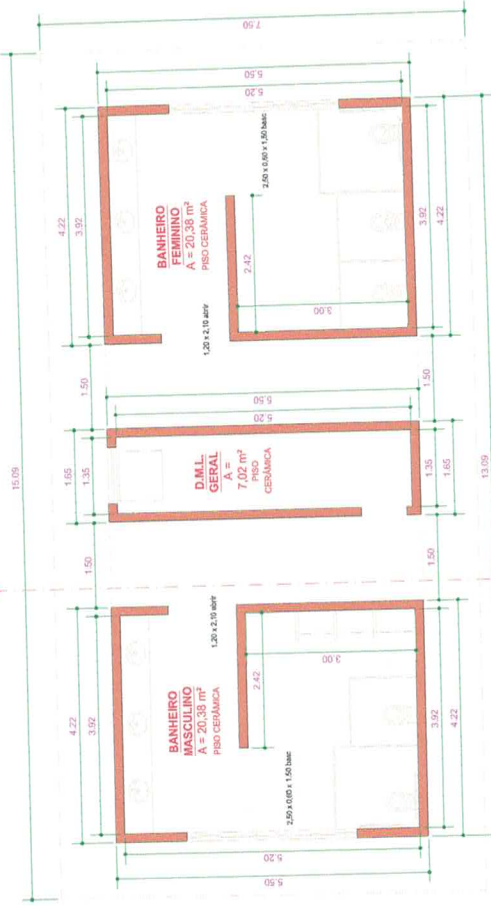 15.09
7.50
4.22
3.92
1.50
1.65
1.35
1.50
4.22
3.92
BANHEIRO
MASCULINO
A = 20,38 m²
PISO CERÂMICA
1,20 x 2,10 abrir
2.42
3.00
2,50 x 0,60 x 1,50 basc
5.20
5.50
D.M.L.
GERAL
A =
7,02 m²
PISO
CERÂMICA
5.20
5.50
BANHEIRO
FEMININO
A = 20,38 m²
PISO CERÂMICA
1,20 x 2,10 abrir
2.42
3.00
2,50 x 0,60 x 1,50 basc
5.20
5.50
3.92
4.22
1.50
1.35
1.65
1.50
3.92
4.22
13.09